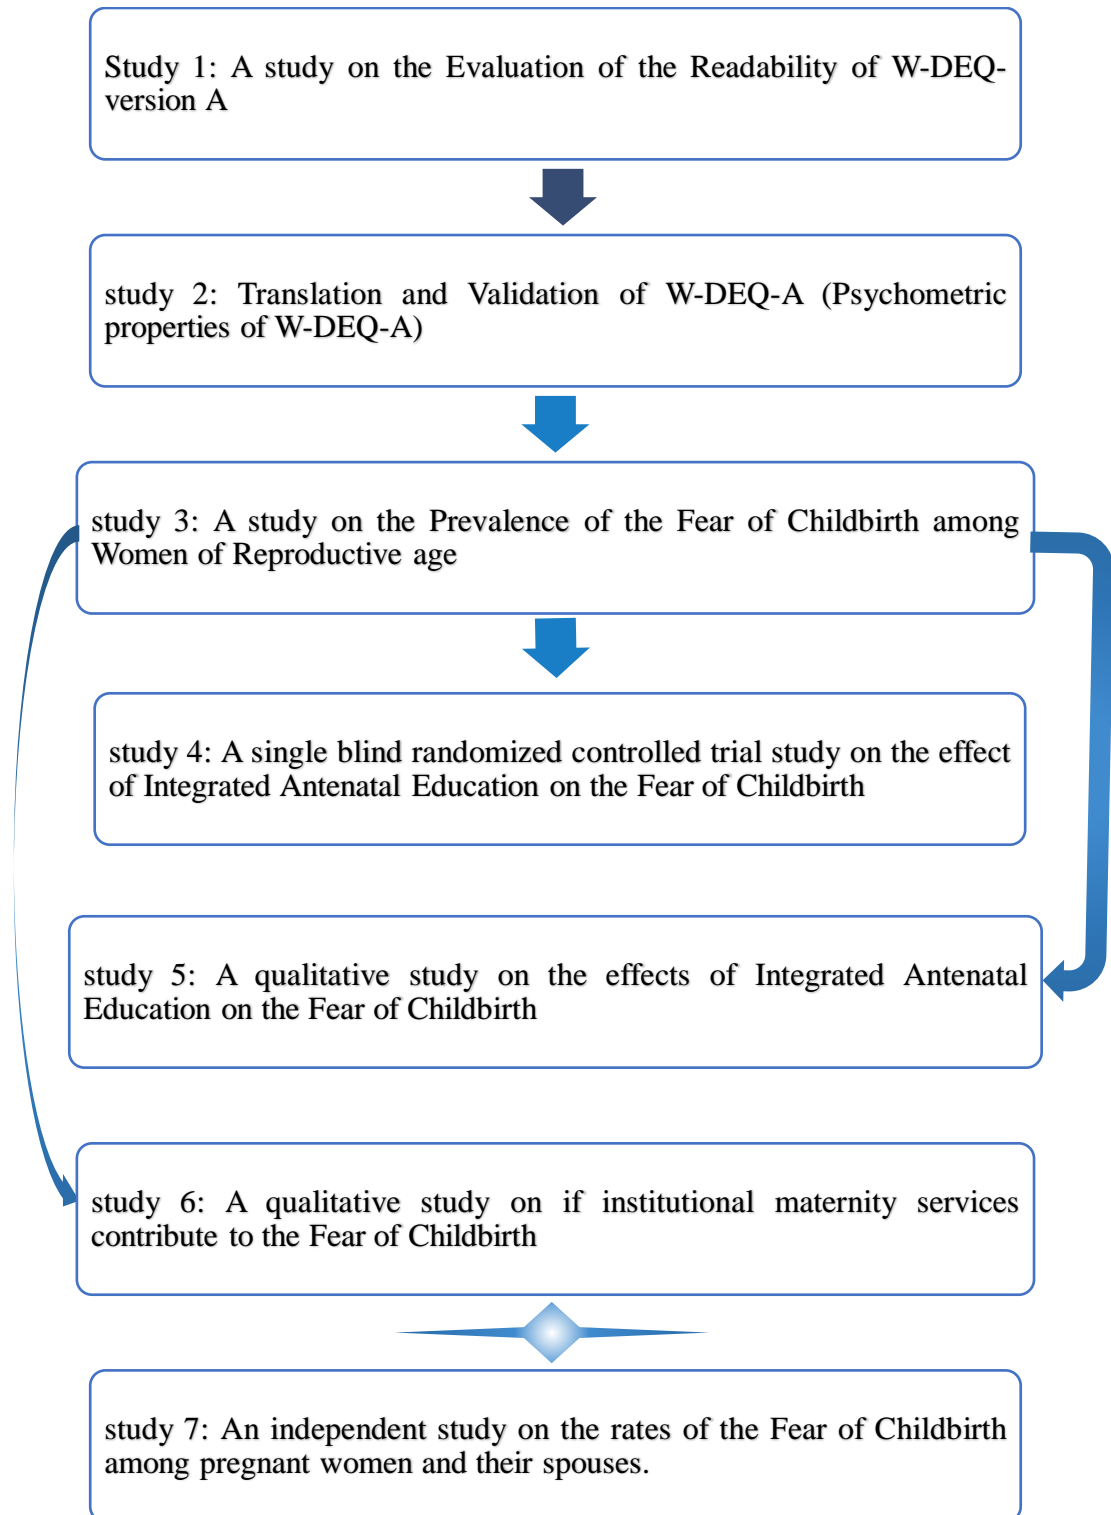 Study 1: A study on the Evaluation of the Readability of W-DEQ-
version A
study 2: Translation and Validation of W-DEQ-A (Psychometric
properties of W-DEQ-A)
study 3: A study on the Prevalence of the Fear of Childbirth among
Women of Reproductive age
study 4: A single blind randomized controlled trial study on the effect
of Integrated Antenatal Education on the Fear of Childbirth
study 5: A qualitative study on the effects of Integrated Antenatal
Education on the Fear of Childbirth
study 6: A qualitative study on if institutional maternity services
contribute to the Fear of Childbirth
study 7: An independent study on the rates of the Fear of Childbirth
among pregnant women and their spouses.